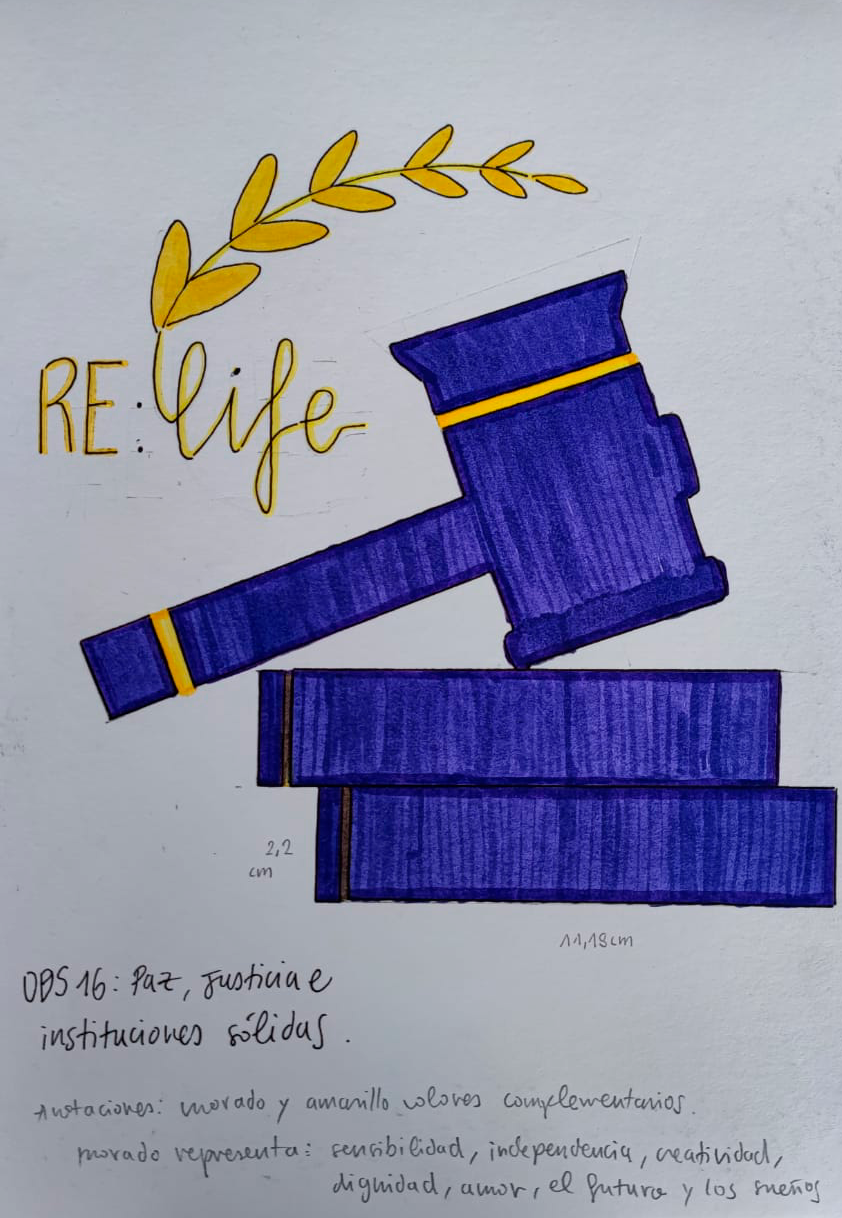 RE: life
2,2
cm
11,18cm
ODS 16: Paz, Justicia e
instituciones sólidas.
Anotaciones: morado y amarillo colores complementarios.
morado representa: sensibilidad, independencia, creatividad,
dignidad, amor, el futuro y los sueños